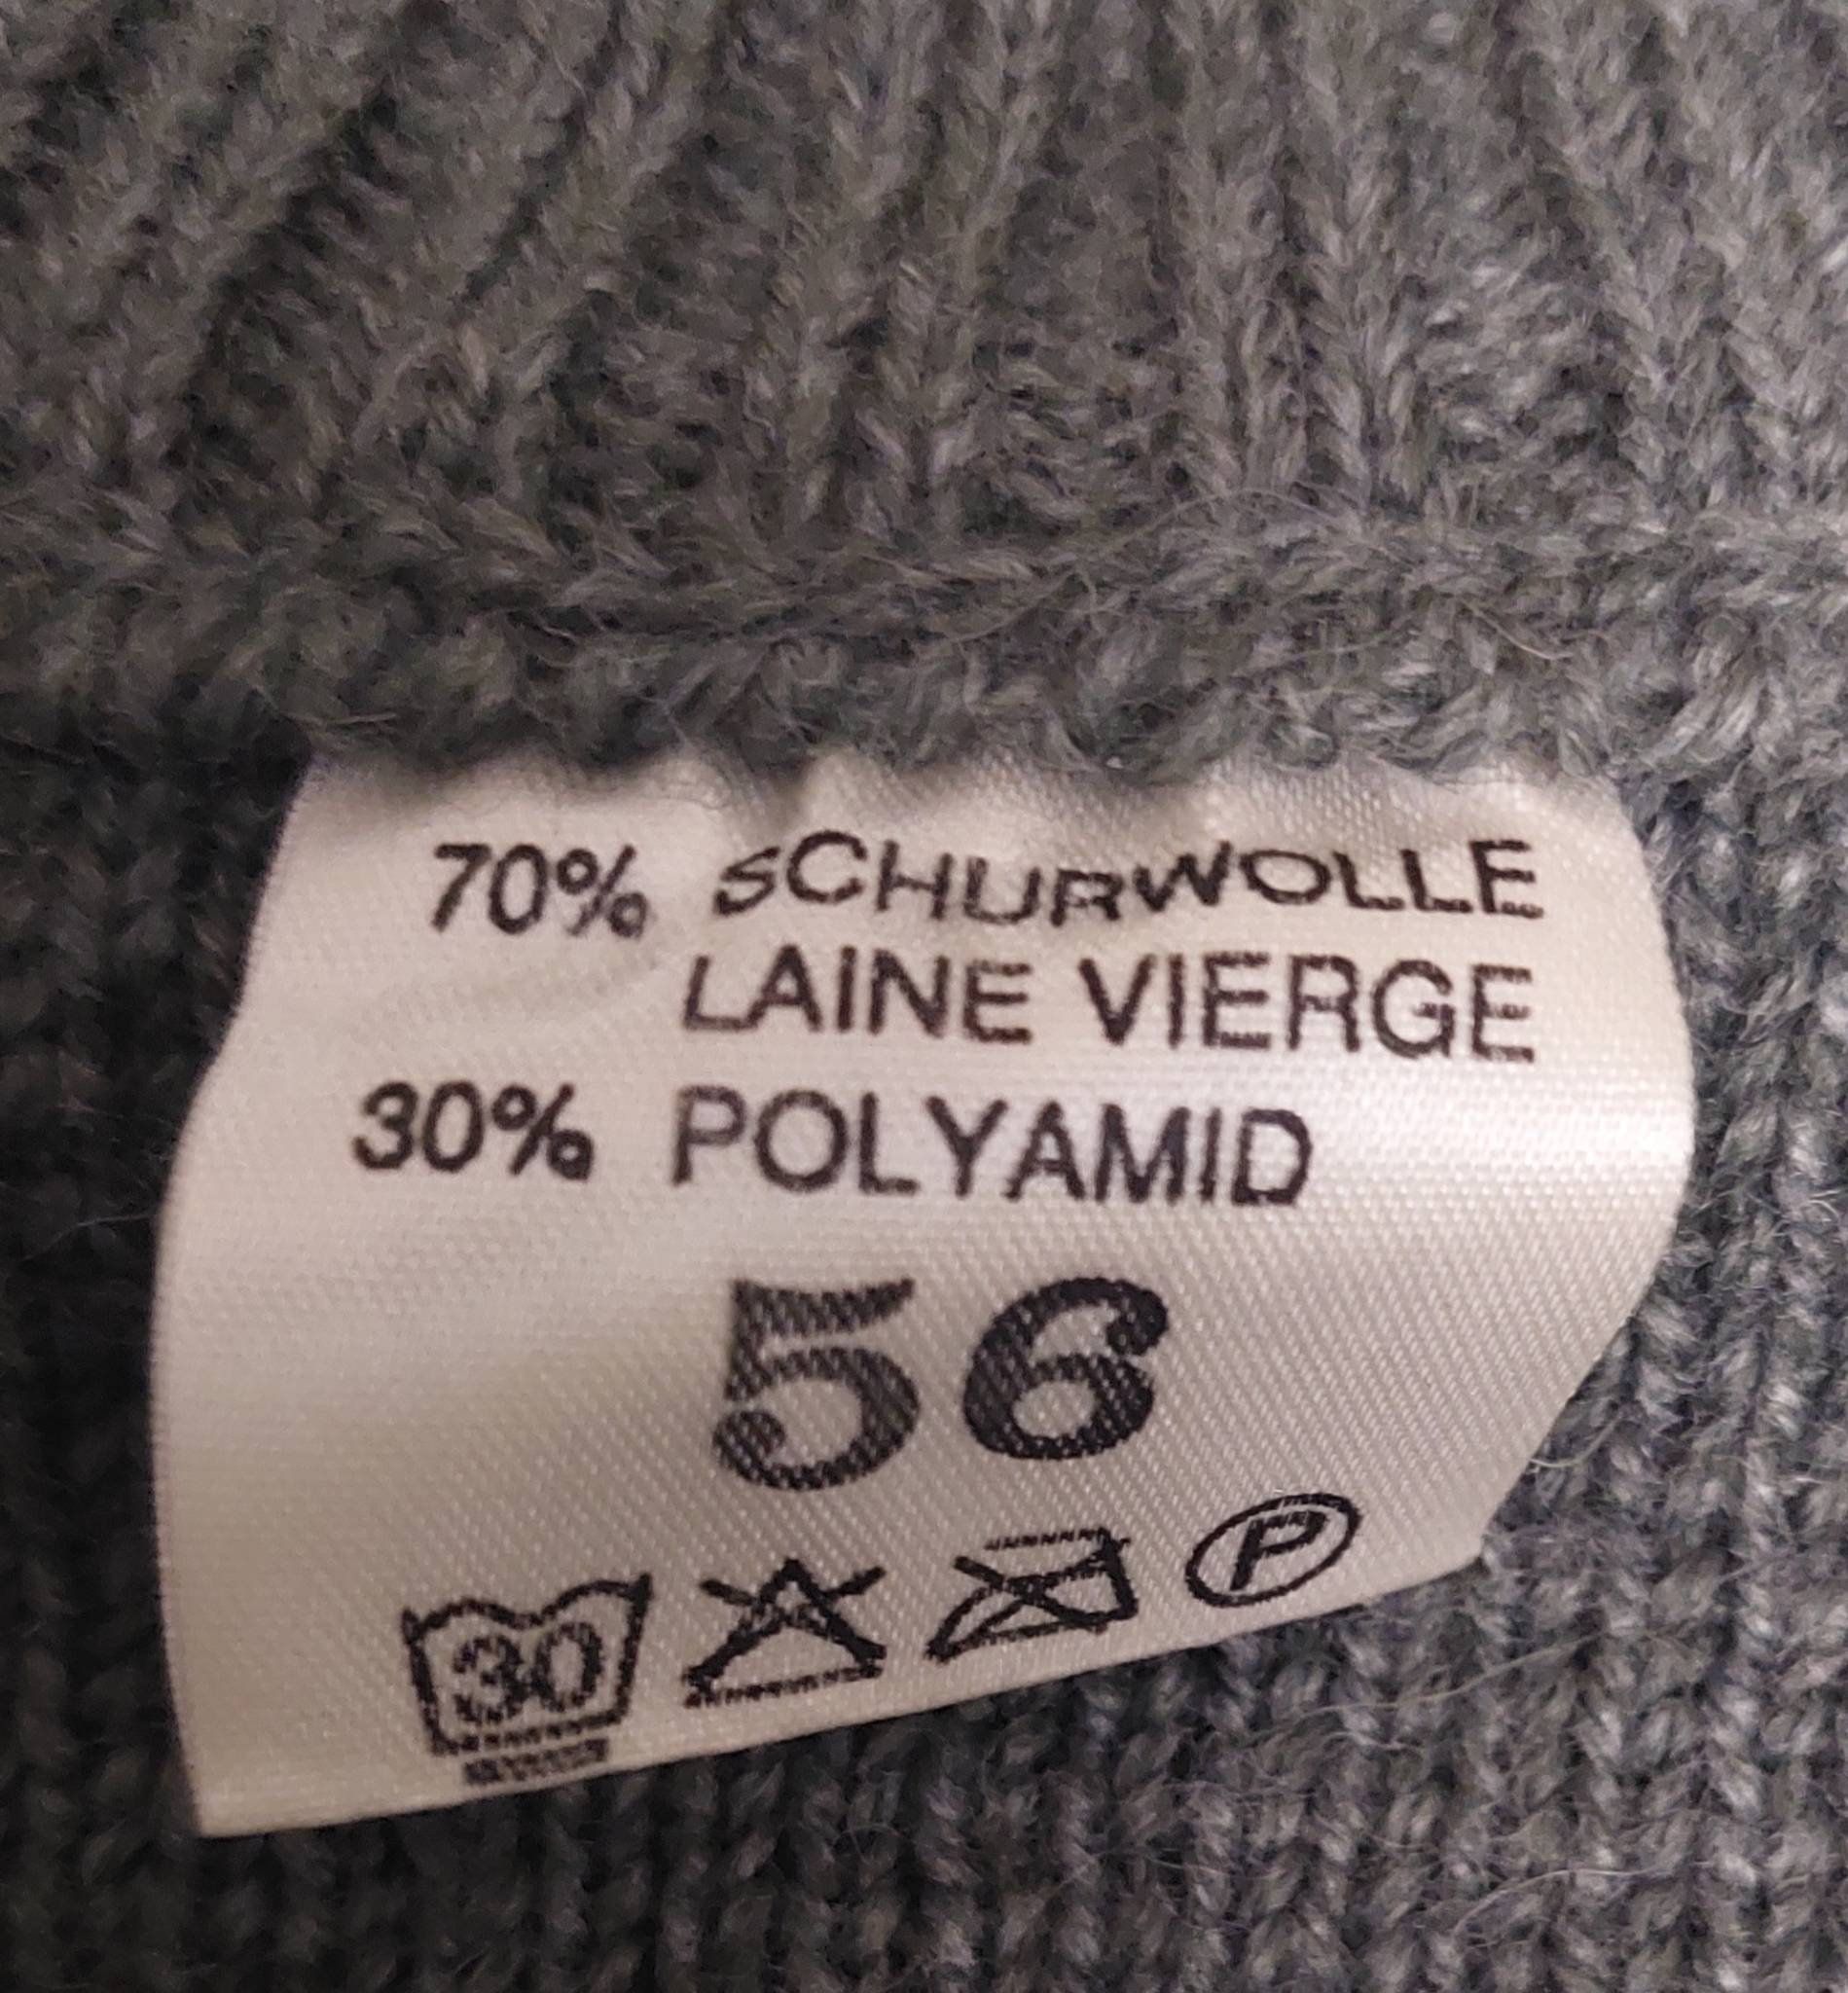 70% SCHURWOLLE
LAINE VIERGE
30% POLYAMID
56
30 P